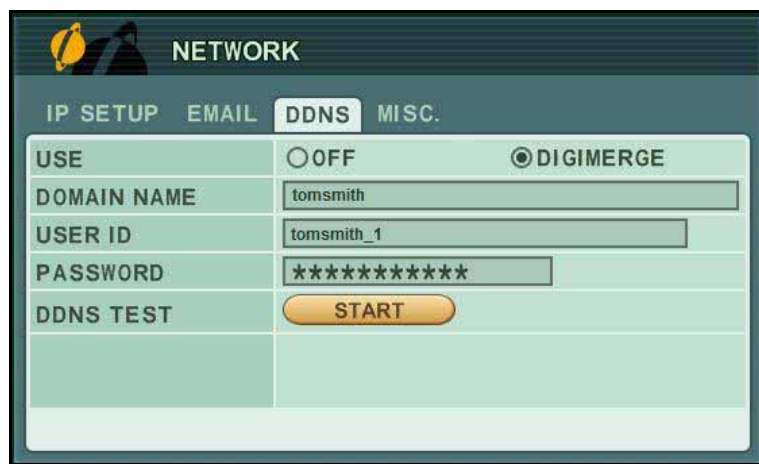 NETWORK
IP SETUP EMAIL DDNS MISC.
USE OFF DIGIMERGE
DOMAIN NAME tomsmith
USER ID tomsmith_1
PASSWORD ***********
DDNS TEST START